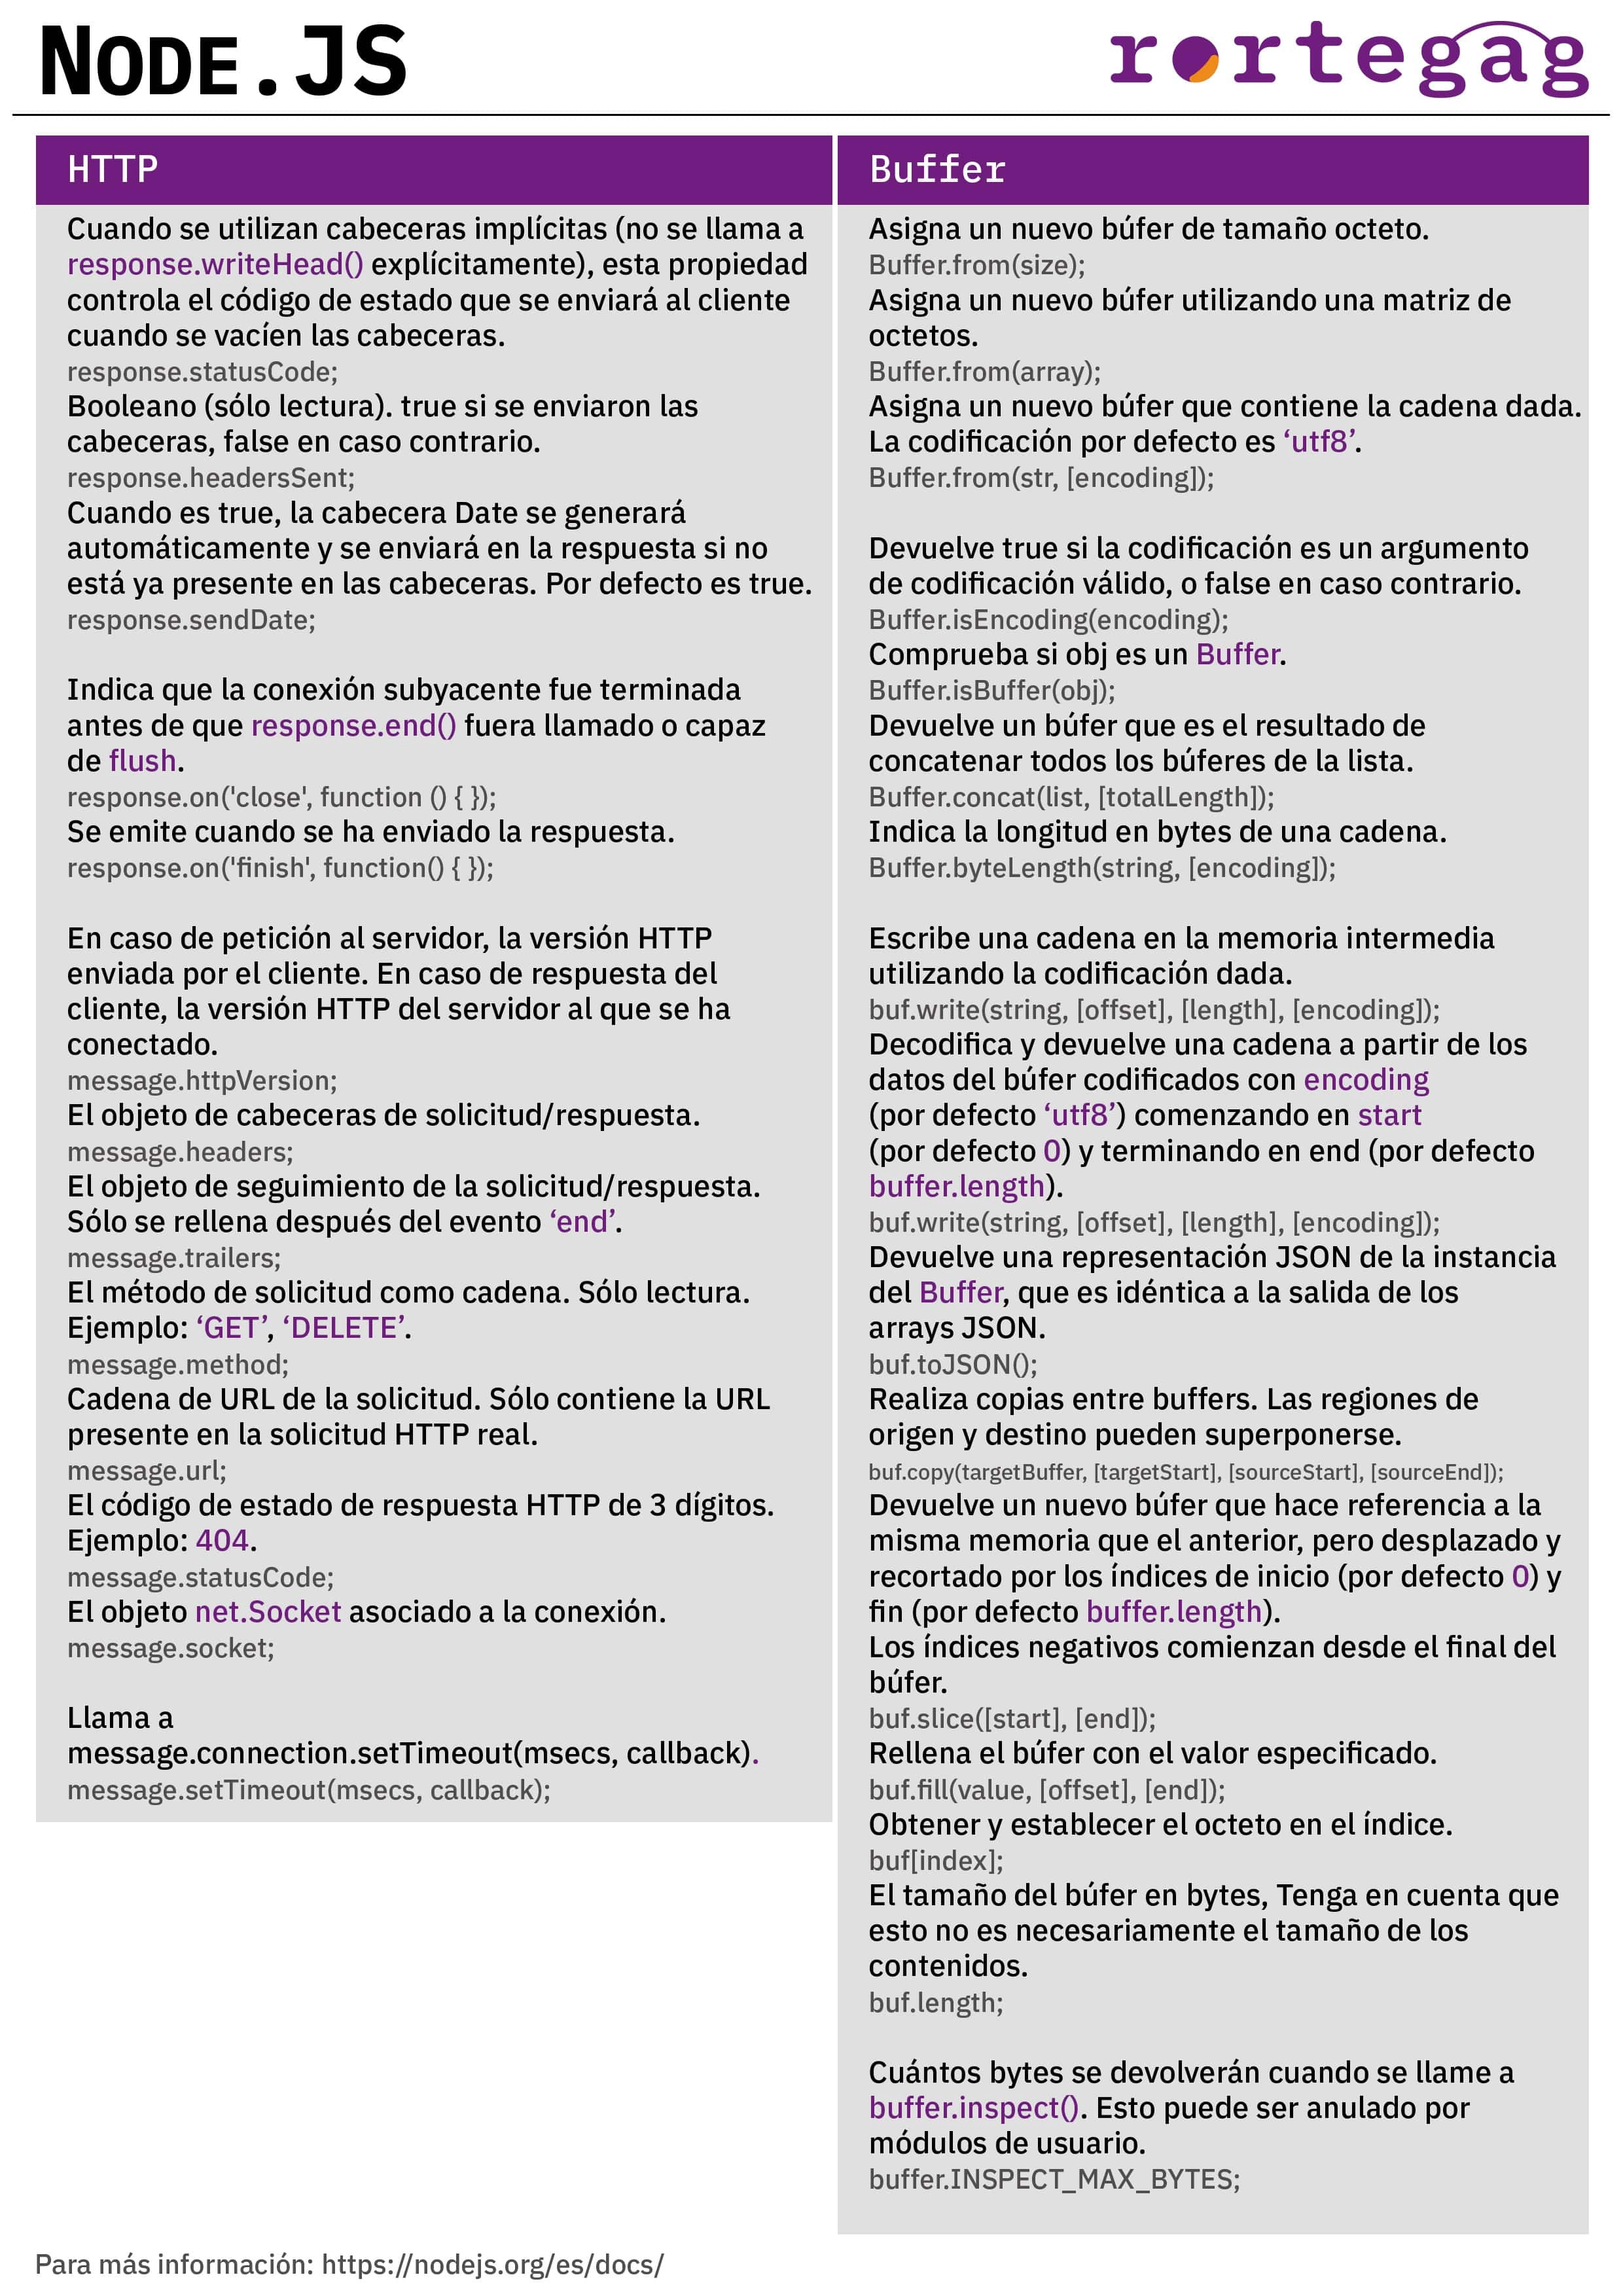 NODE.JS
rortegag
HTTP
Cuando se utilizan cabeceras implícitas (no se llama a
response.writeHead() explícitamente), esta propiedad
controla el código de estado que se enviará al cliente
cuando se vacíen las cabeceras.
response.statusCode;
Booleano (sólo lectura). true si se enviaron las
cabeceras, false en caso contrario.
response.headersSent;
Cuando es true, la cabecera Date se generará
automáticamente y se enviará en la respuesta si no
está ya presente en las cabeceras. Por defecto es true.
response.sendDate;
Indica que la conexión subyacente fue terminada
antes de que response.end() fuera llamado o capaz
de flush.
response.on('close', function () { });
Se emite cuando se ha enviado la respuesta.
response.on('finish', function() { });
En caso de petición al servidor, la versión HTTP
enviada por el cliente. En caso de respuesta del
cliente, la versión HTTP del servidor al que se ha
conectado.
message.httpVersion;
El objeto de cabeceras de solicitud/respuesta.
message.headers;
El objeto de seguimiento de la solicitud/respuesta.
Sólo se rellena después del evento ‘end’.
message.trailers;
El método de solicitud como cadena. Sólo lectura.
Ejemplo: ‘GET’, ‘DELETE’.
message.method;
Cadena de URL de la solicitud. Sólo contiene la URL
presente en la solicitud HTTP real.
message.url;
El código de estado de respuesta HTTP de 3 dígitos.
Ejemplo: 404.
message.statusCode;
El objeto net.Socket asociado a la conexión.
message.socket;
Llama a
message.connection.setTimeout(msecs, callback).
message.setTimeout(msecs, callback);
Buffer
Asigna un nuevo búfer de tamaño octeto.
Buffer.from(size);
Asigna un nuevo búfer utilizando una matriz de
octetos.
Buffer.from(array);
Asigna un nuevo búfer que contiene la cadena dada.
La codificación por defecto es ‘utf8’.
Buffer.from(str, [encoding]);
Devuelve true si la codificación es un argumento
de codificación válido, o false en caso contrario.
Buffer.isEncoding(encoding);
Comprueba si obj es un Buffer.
Buffer.isBuffer(obj);
Devuelve un búfer que es el resultado de
concatenar todos los búferes de la lista.
Buffer.concat(list, [totalLength]);
Indica la longitud en bytes de una cadena.
Buffer.byteLength(string, [encoding]);
Escribe una cadena en la memoria intermedia
utilizando la codificación dada.
buf.write(string, [offset], [length], [encoding]);
Decodifica y devuelve una cadena a partir de los
datos del búfer codificados con encoding
(por defecto ‘utf8’) comenzando en start
(por defecto 0) y terminando en end (por defecto
buffer.length).
buf.write(string, [offset], [length], [encoding]);
Devuelve una representación JSON de la instancia
del Buffer, que es idéntica a la salida de los
arrays JSON.
buf.toJSON();
Realiza copias entre buffers. Las regiones de
origen y destino pueden superponerse.
buf.copy(targetBuffer, [targetStart], [sourceStart], [sourceEnd]);
Devuelve un nuevo búfer que hace referencia a la
misma memoria que el anterior, pero desplazado y
recortado por los índices de inicio (por defecto 0) y
fin (por defecto buffer.length).
Los índices negativos comienzan desde el final del
búfer.
buf.slice([start], [end]);
Rellena el búfer con el valor especificado.
buf.fill(value, [offset], [end]);
Obtener y establecer el octeto en el índice.
buf[index];
El tamaño del búfer en bytes, Tenga en cuenta que
esto no es necesariamente el tamaño de los
contenidos.
buf.length;
Cuántos bytes se devolverán cuando se llame a
buffer.inspect(). Esto puede ser anulado por
módulos de usuario.
buffer.INSPECT_MAX_BYTES;
Para más información: https://nodejs.org/es/docs/